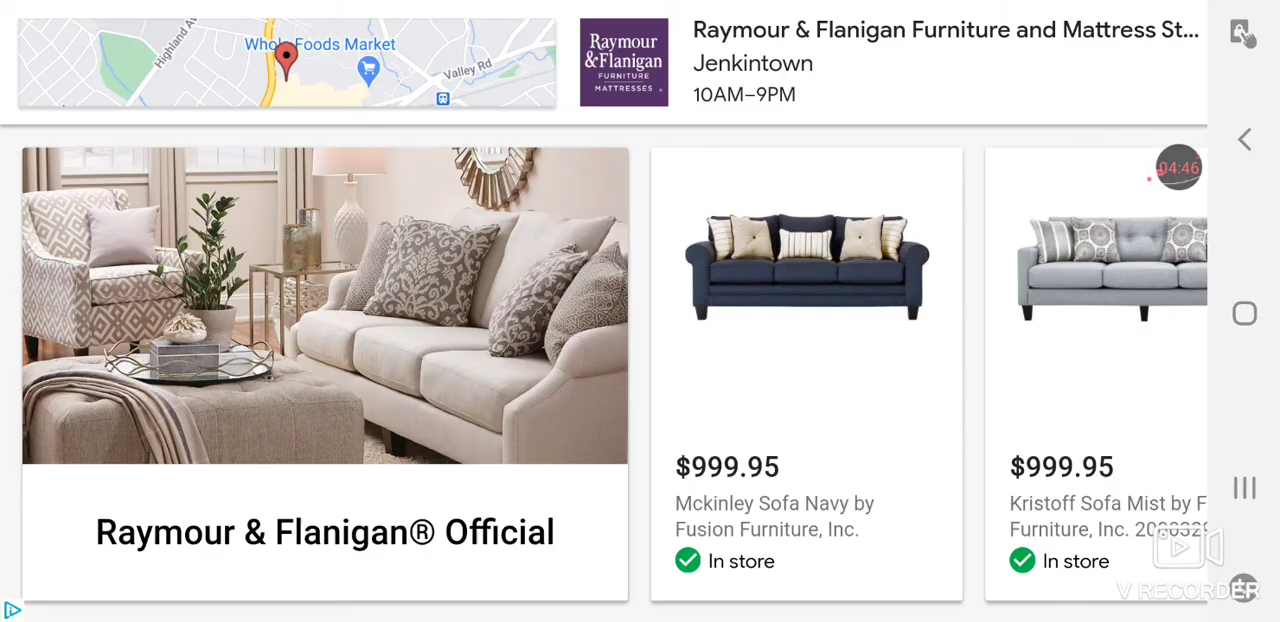 Highland Av
Whole Foods Market
Valley Rd
Raymour
&Flanigan
FURNITURE
MATTRESSES
Raymour & Flanigan Furniture and Mattress St...
Jenkintown
10AM–9PM
04:46
Raymour & Flanigan® Official
$999.95
Mckinley Sofa Navy by
Fusion Furniture, Inc.
In store
$999.95
Kristoff Sofa Mist by F
Furniture, Inc.
In store
V RECORDER